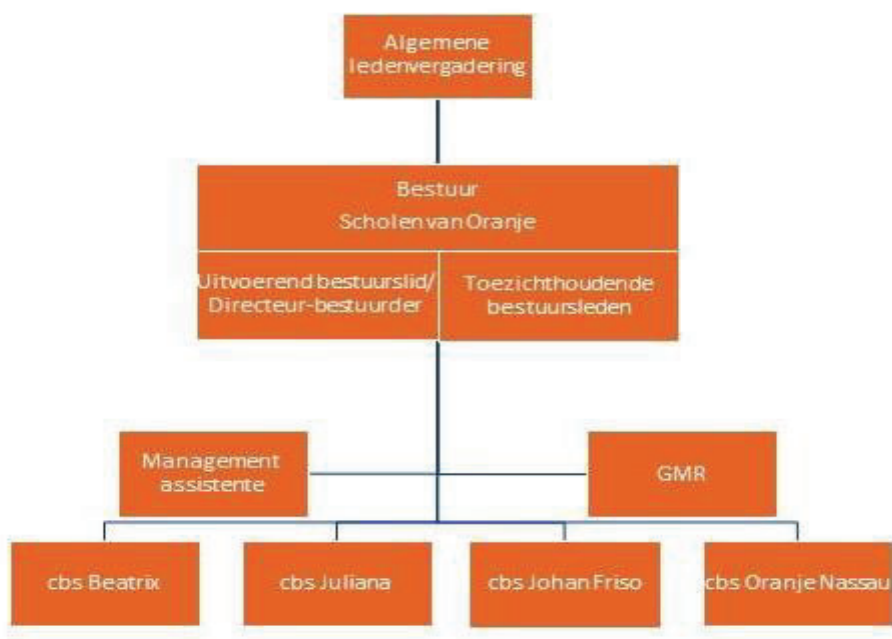 Algemene
ledenvergadering
Bestuur
Scholen van Oranje
Uitvoerend bestuurslid/
Directeur-bestuurder
Toezichthoudende
bestuursleden
Management
assistente
GMR
cbs Beatrix
cbs Juliana
cbs Johan Friso
cbs Oranje Nassau